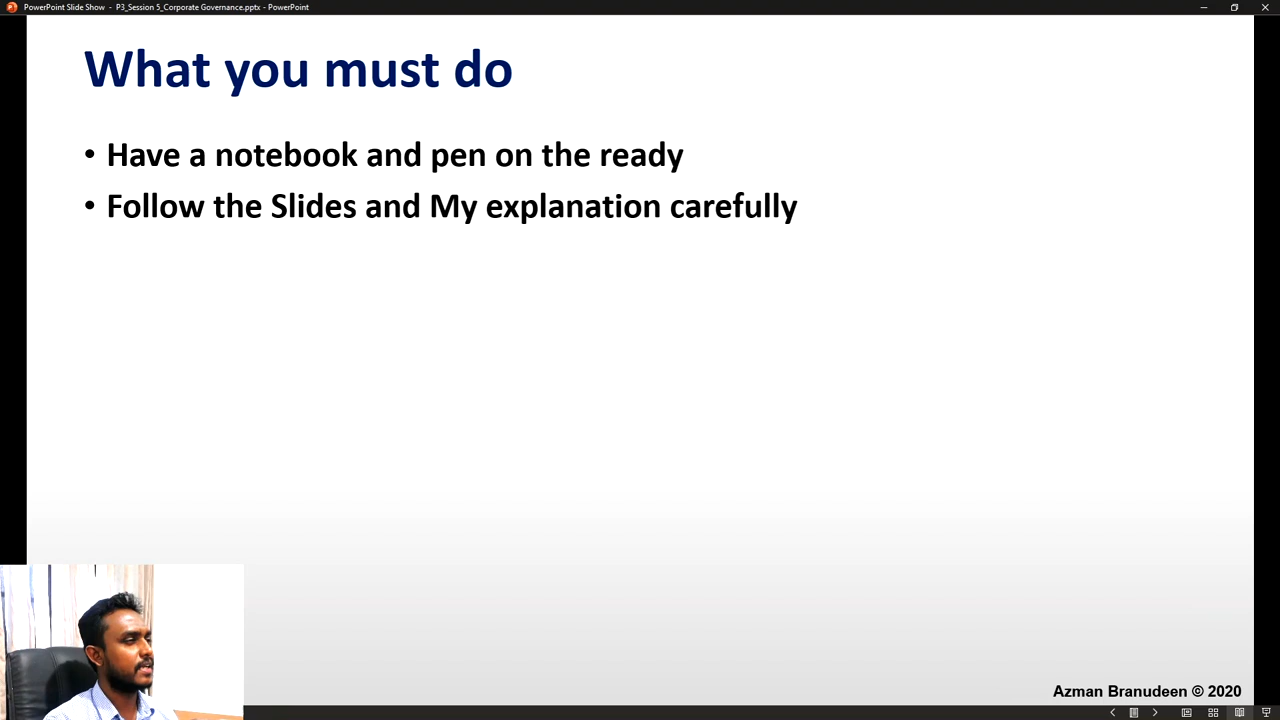 PowerPoint Slide Show - P3_Session 5_Corporate Governance.pptx - PowerPoint
What you must do
• Have a notebook and pen on the ready
• Follow the Slides and My explanation carefully
Azman Branudeen © 2020